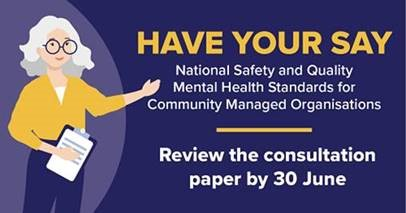 HAVE YOUR SAY
National Safety and Quality
Mental Health Standards for
Community Managed Organisations
Review the consultation
paper by 30 June